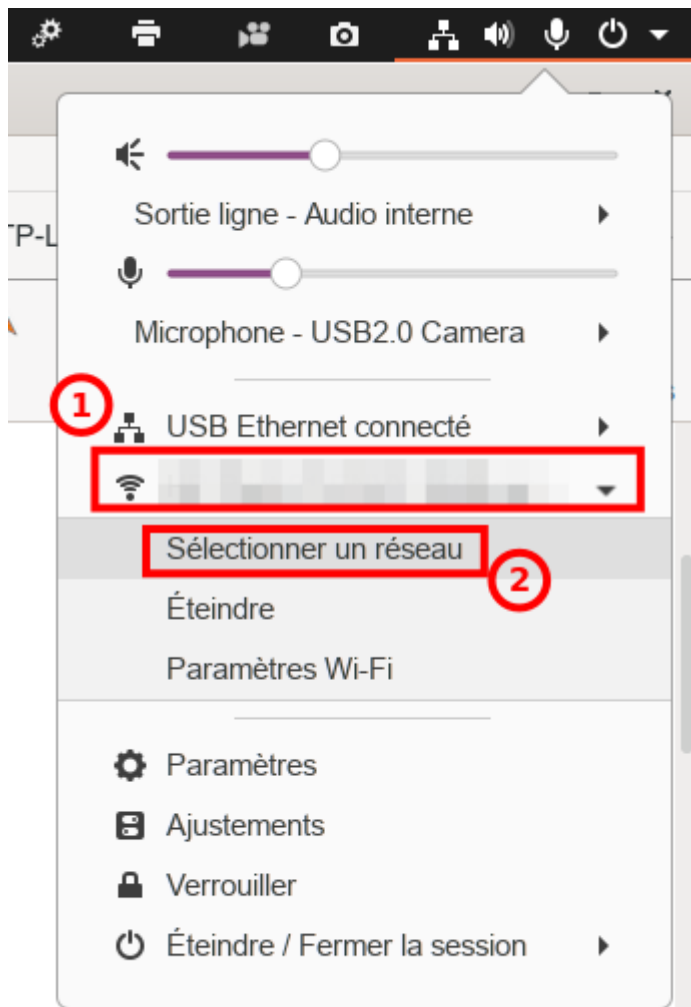 TP-L
Sortie ligne - Audio interne
Microphone - USB2.0 Camera
1
USB Ethernet connecté
Sélectionner un réseau
2
Éteindre
Paramètres Wi-Fi
Paramètres
Ajustements
Verrouiller
Éteindre / Fermer la session